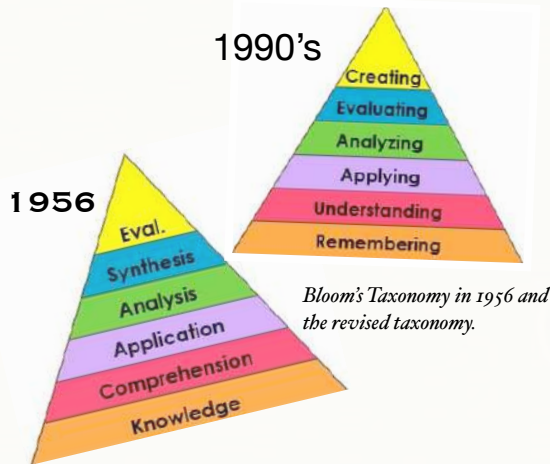 1990's
Creating
Evaluating
Analyzing
Applying
Understanding
Remembering
1956
Eval.
Synthesis
Analysis
Application
Comprehension
Knowledge
Bloom's Taxonomy in 1956 and
the revised taxonomy.